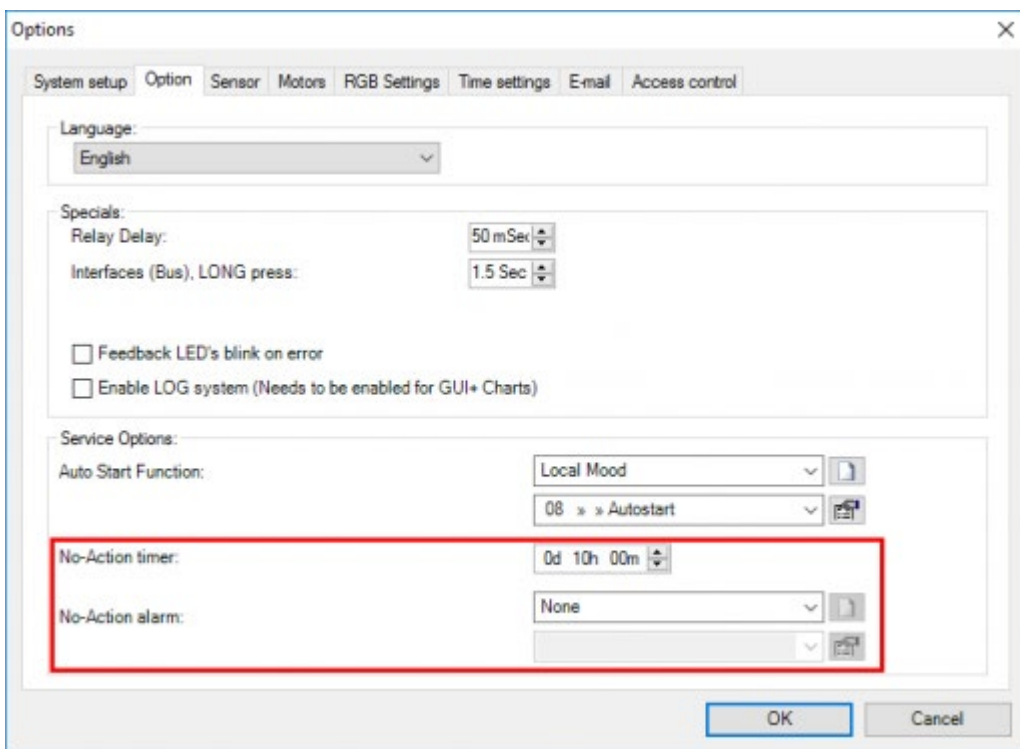 Options
System setup Option Sensor Motors RGB Settings Time settings E-mail Access control
Language:
English
Specials:
Relay Delay: 50 mSec
Interfaces (Bus), LONG press: 1.5 Sec
Feedback LED's blink on error
Enable LOG system (Needs to be enabled for GUI+ Charts)
Service Options:
Auto Start Function: Local Mood
08 » » Autostart
No-Action timer: 0d 10h 00m
No-Action alarm: None
OK Cancel